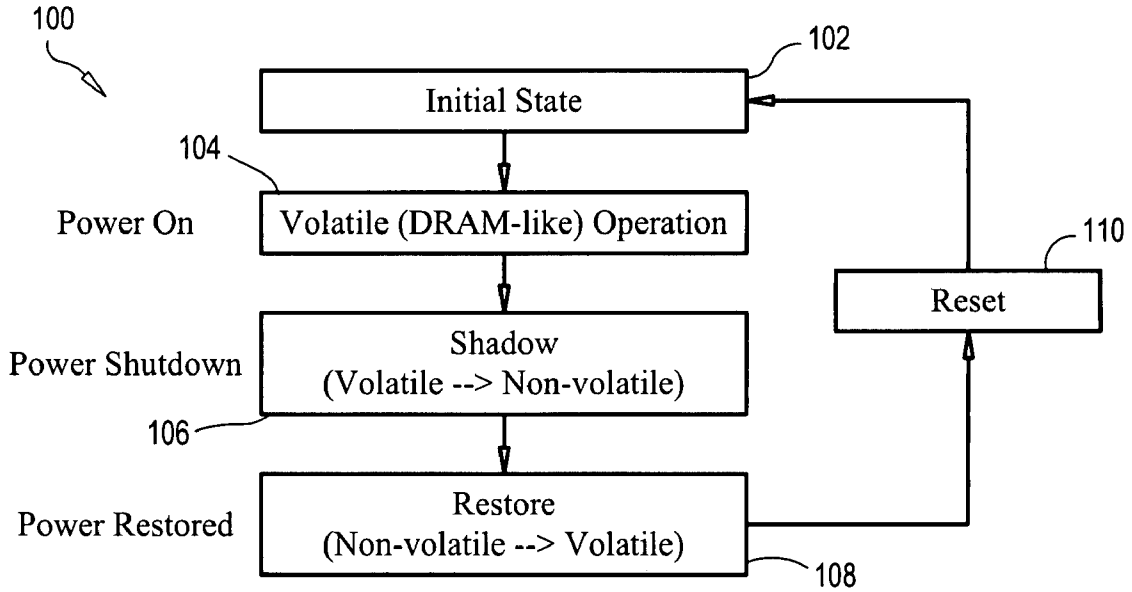 100
102
Initial State
104
Power On
Volatile (DRAM-like) Operation
110
Reset
Power Shutdown
Shadow
(Volatile --> Non-volatile)
106
Power Restored
Restore
(Non-volatile --> Volatile)
108